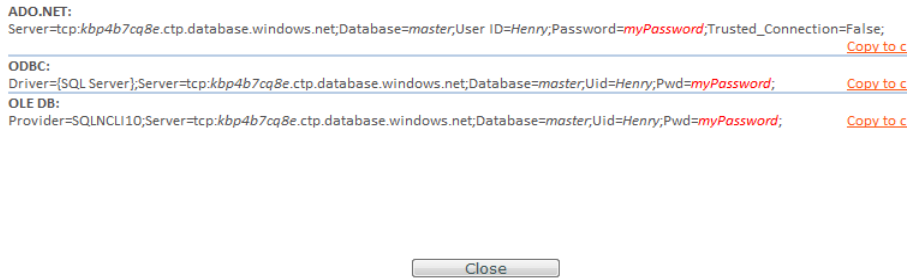 ADO.NET:
Server=tcp:kbp4b7cq8e.ctp.database.windows.net;Database=master;User ID=Henry;Password=myPassword;Trusted_Connection=False;
Copy to c
ODBC:
Driver={SQL Server};Server=tcp:kbp4b7cq8e.ctp.database.windows.net;Database=master;Uid=Henry;Pwd=myPassword; Copy to c
OLE DB:
Provider=SQLNCLI10;Server=tcp:kbp4b7cq8e.ctp.database.windows.net;Database=master;Uid=Henry;Pwd=myPassword; Copy to c
Close